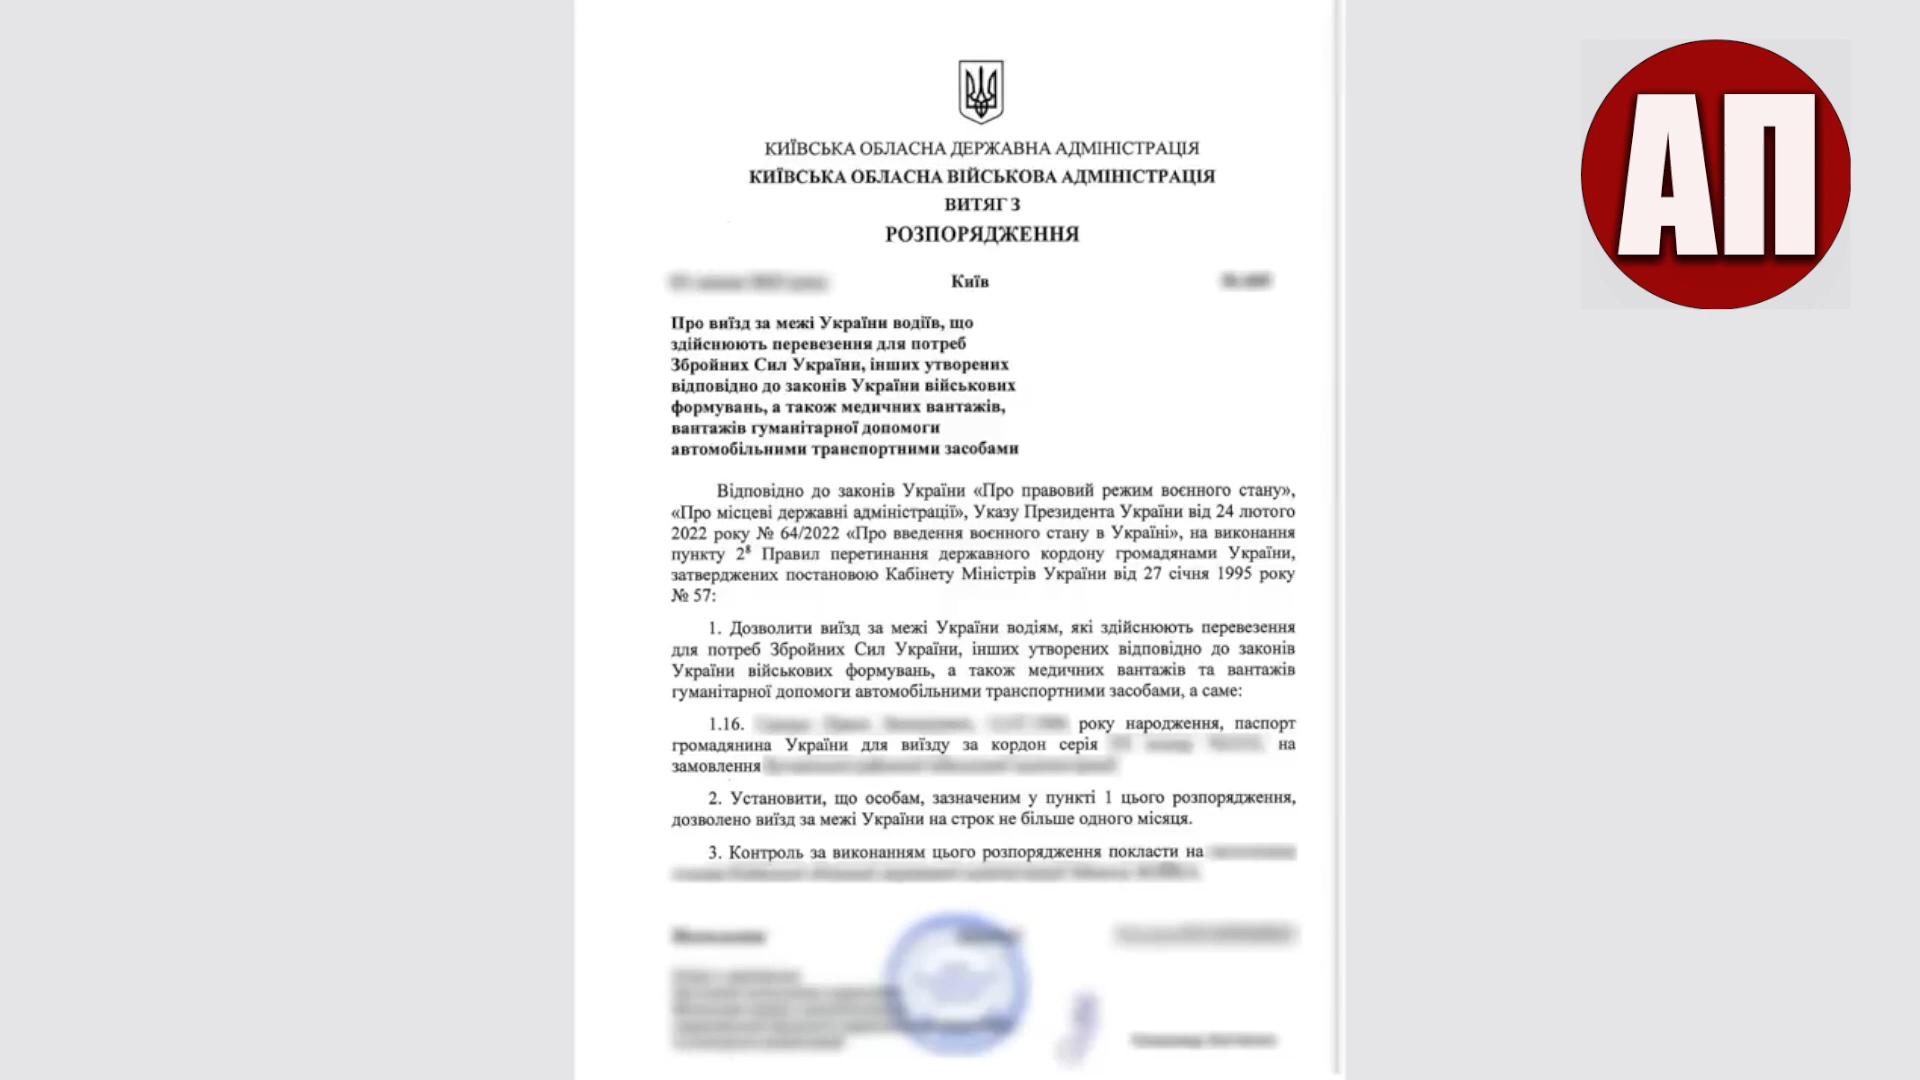 АП
КИЇВСЬКА ОБЛАСНА ДЕРЖАВНА АДМІНІСТРАЦІЯ
КИЇВСЬКА ОБЛАСНА ВІЙСЬКОВА АДМІНІСТРАЦІЯ
ВИТЯГ З
РОЗПОРЯДЖЕННЯ
Київ
Про виїзд за межі України водіїв, що
здійснюють перевезення для потреб
Збройних Сил України, інших утворених
відповідно до законів України військових
формувань, а також медичних вантажів,
вантажів гуманітарної допомоги
автомобільними транспортними засобами
Відповідно до законів України «Про правовий режим воєнного стану»,
«Про місцеві державні адміністрації», Указу Президента України від 24 лютого
2022 року № 64/2022 «Про введення воєнного стану в Україні», на виконання
пункту 2⁸ Правил перетинання державного кордону громадянами України,
затверджених постановою Кабінету Міністрів України від 27 січня 1995 року
№ 57:
1. Дозволити виїзд за межі України водіям, які здійснюють перевезення
для потреб Збройних Сил України, інших утворених відповідно до законів
України військових формувань, а також медичних вантажів та вантажів
гуманітарної допомоги автомобільними транспортними засобами, а саме:
1.16. року народження, паспорт
громадянина України для виїзду за кордон серія на
замовлення
2. Установити, що особам, зазначеним у пункті 1 цього розпорядження,
дозволено виїзд за межі України на строк не більше одного місяця.
3. Контроль за виконанням цього розпорядження покласти на